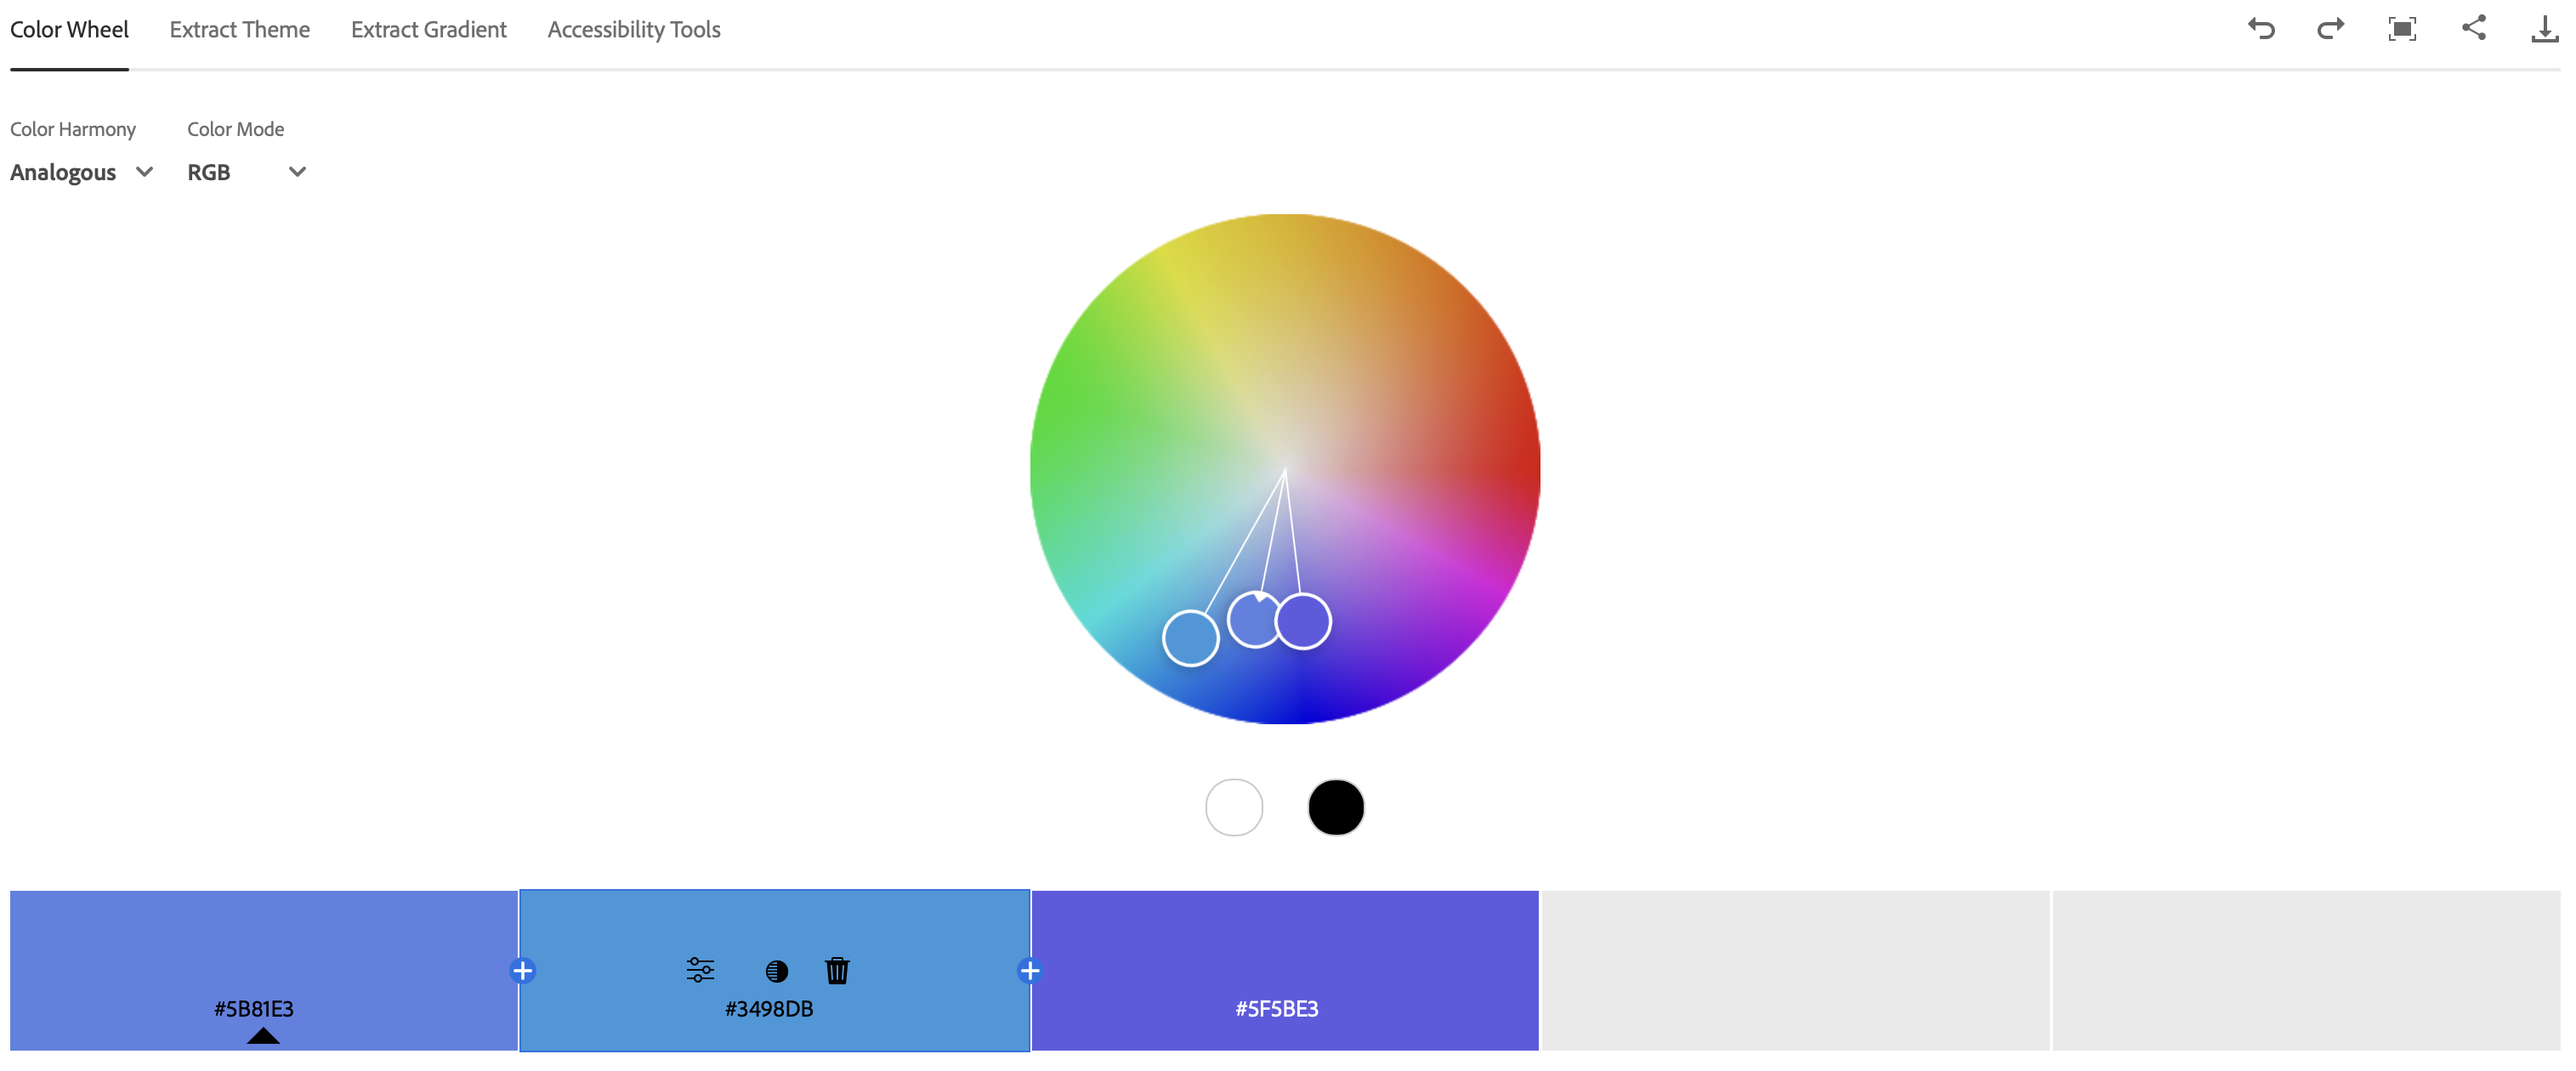 Color Wheel Extract Theme Extract Gradient Accessibility Tools
Color Harmony Color Mode
Analogous RGB
#5B81E3 #3498DB #5F5BE3